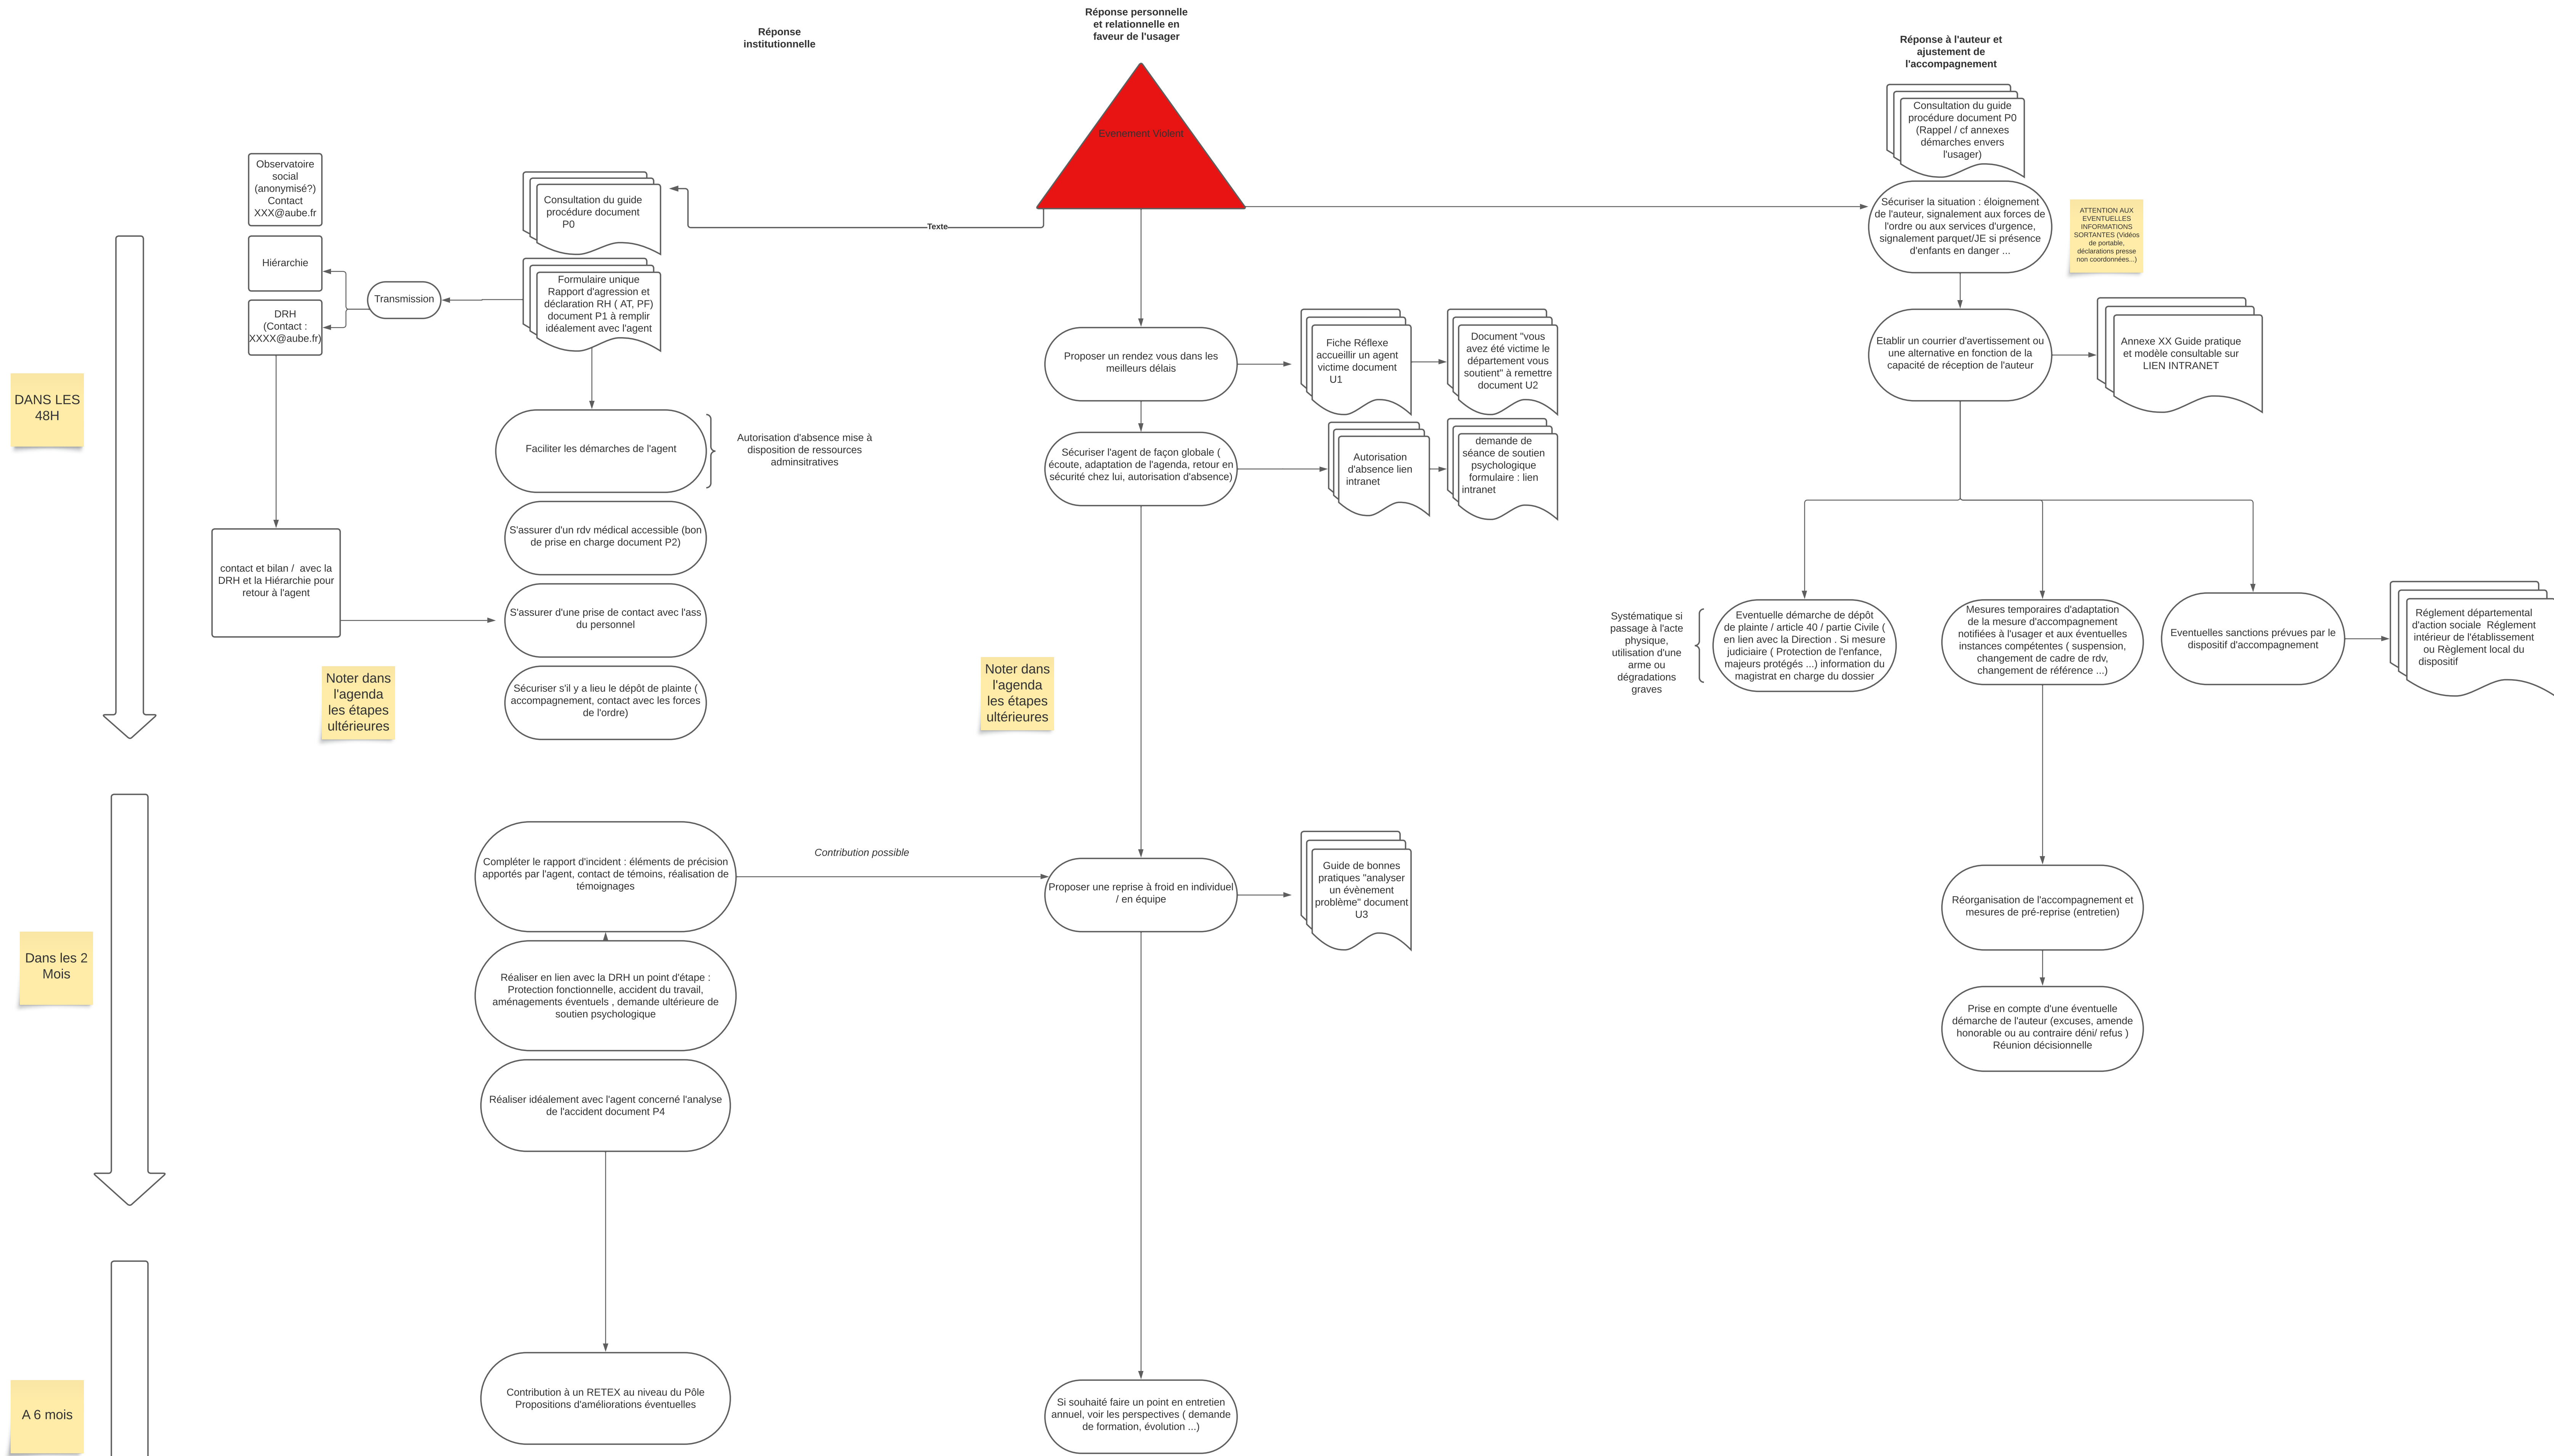 Réponse
institutionnelle
Réponse personnelle
et relationnelle en
faveur de l'usager
Réponse à l'auteur et
ajustement de
l'accompagnement
Evenement Violent
Texte
Observatoire
social
(anonymisé?)
Contact
XXX@aube.fr
Hiérarchie
DRH
(Contact :
XXXX@aube.fr)
Transmission
Consultation du guide
procédure document
P0
Formulaire unique
Rapport d'agression et
déclaration RH ( AT, PF)
document P1 à remplir
idéalement avec l'agent
DANS LES
48H
Faciliter les démarches de l'agent
Autorisation d'absence mise à
disposition de ressources
adminsitratives
S'assurer d'un rdv médical accessible (bon
de prise en charge document P2)
contact et bilan /  avec la
DRH et la Hiérarchie pour
retour à l'agent
S'assurer d'une prise de contact avec l'ass
du personnel
Sécuriser s'il y a lieu le dépôt de plainte (
accompagnement, contact avec les forces
de l'ordre)
Noter dans
l'agenda
les étapes
ultérieures
Proposer un rendez vous dans les
meilleurs délais
Fiche Réflexe
accueillir un agent
victime document
U1
Document "vous
avez été victime le
département vous
soutient" à remettre
document U2
Sécuriser l'agent de façon globale (
écoute, adaptation de l'agenda, retour en
sécurité chez lui, autorisation d'absence)
Autorisation
d'absence lien
intranet
demande de
séance de soutien
psychologique
formulaire : lien
intranet
Noter dans
l'agenda
les étapes
ultérieures
Consultation du guide
procédure document P0
(Rappel / cf annexes
démarches envers
l'usager)
Sécuriser la situation : éloignement
de l'auteur, signalement aux forces de
l'ordre ou aux services d'urgence,
signalement parquet/JE si présence
d'enfants en danger ...
ATTENTION AUX
EVENTUELLES
INFORMATIONS
SORTANTES (Vidéos
de portable,
déclarations presse
non coordonnées...)
Etablir un courrier d'avertissement ou
une alternative en fonction de la
capacité de réception de l'auteur
Annexe XX Guide pratique
et modèle consultable sur
LIEN INTRANET
Systématique si
passage à l'acte
physique,
utilisation d'une
arme ou
dégradations
graves
Eventuelle démarche de dépôt
de plainte / article 40 / partie Civile (
en lien avec la Direction . Si mesure
judiciaire ( Protection de l'enfance,
majeurs protégés ...) information du
magistrat en charge du dossier
Mesures temporaires d'adaptation
de la mesure d'accompagnement
notifiées à l'usager et aux éventuelles
instances compétentes ( suspension,
changement de cadre de rdv,
changement de référence ...)
Eventuelles sanctions prévues par le
dispositif d'accompagnement
Réglement départemental
d'action sociale  Réglement
intérieur de l'établissement
ou Règlement local du
dispositif
Dans les 2
Mois
Compléter le rapport d'incident : éléments de précision
apportés par l'agent, contact de témoins, réalisation de
témoignages
Contribution possible
Proposer une reprise à froid en individuel
/ en équipe
Guide de bonnes
pratiques "analyser
un évènement
problème" document
U3
Réaliser en lien avec la DRH un point d'étape :
Protection fonctionnelle, accident du travail,
aménagements éventuels , demande ultérieure de
soutien psychologique
Réaliser idéalement avec l'agent concerné l'analyse
de l'accident document P4
Réorganisation de l'accompagnement et
mesures de pré-reprise (entretien)
Prise en compte d'une éventuelle
démarche de l'auteur (excuses, amende
honorable ou au contraire déni/ refus )
Réunion décisionnelle
A 6 mois
Contribution à un RETEX au niveau du Pôle
Propositions d'améliorations éventuelles
Si souhaité faire un point en entretien
annuel, voir les perspectives ( demande
de formation, évolution ...)